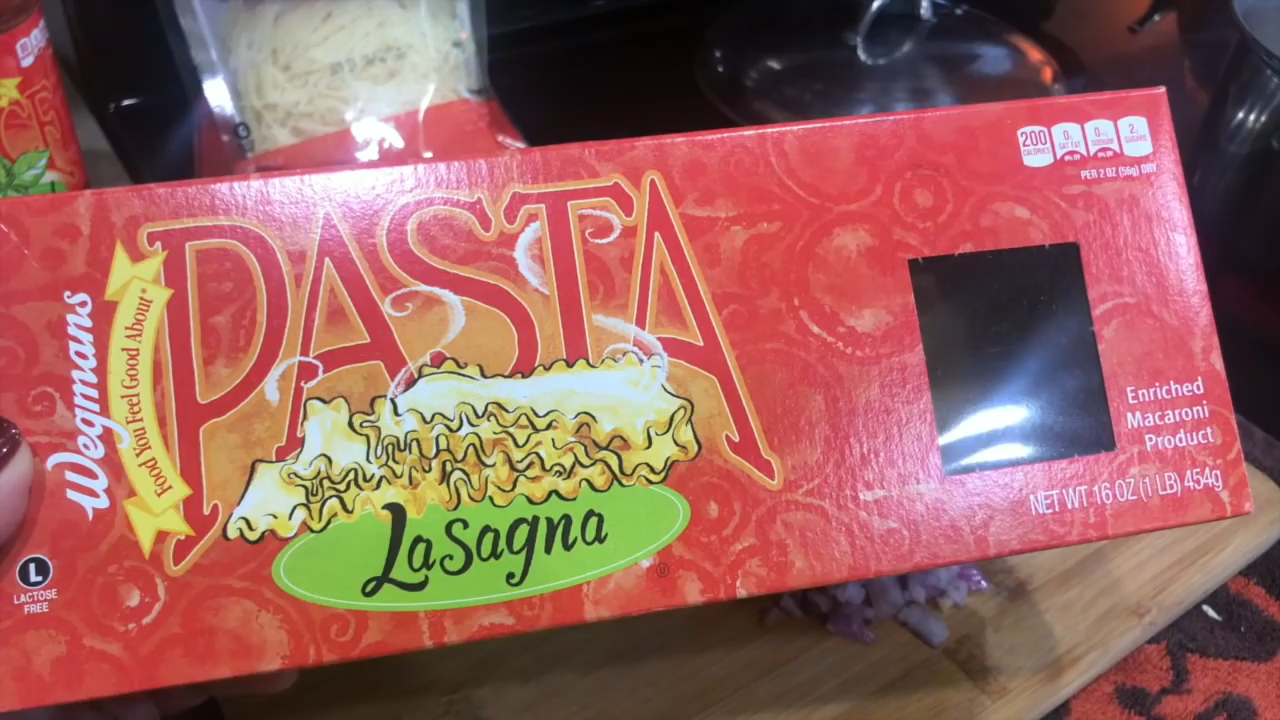 Wegmans
Food You Feel Good About®
PASTA
Lasagna
L
LACTOSE
FREE
200
CALORIES
0g
SAT FAT
0% DV
0mg
SODIUM
0% DV
2g
SUGARS
PER 2 OZ (56g) DRY
Enriched
Macaroni
Product
NET WT 16 OZ (1 LB) 454g